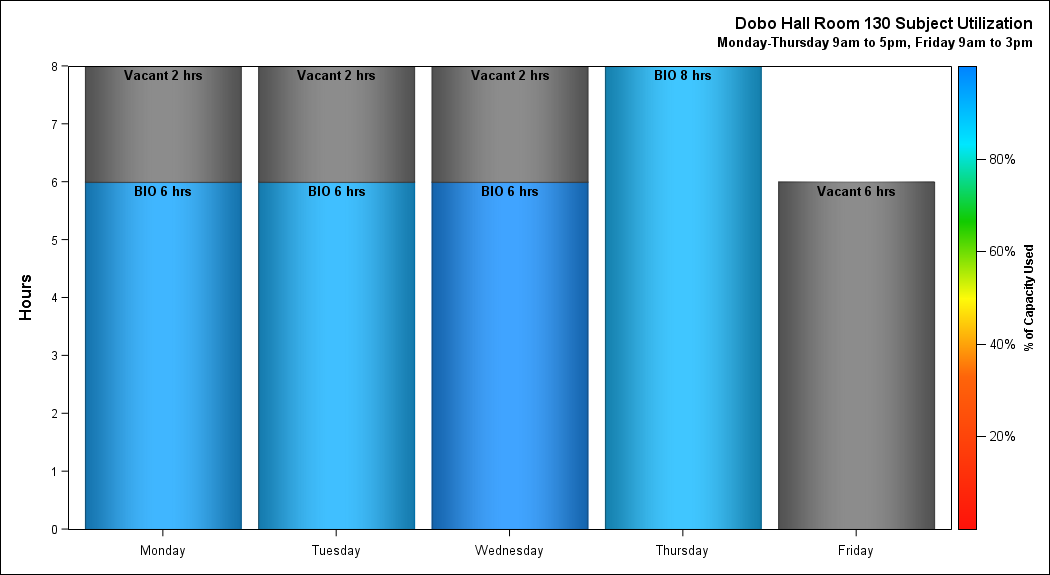 Dobo Hall Room 130 Subject Utilization
Monday-Thursday 9am to 5pm, Friday 9am to 3pm
8
7
6
5
4
3
2
1
0
Hours
Vacant 2 hrs
Vacant 2 hrs
Vacant 2 hrs
BIO 8 hrs
BIO 6 hrs
BIO 6 hrs
BIO 6 hrs
Vacant 6 hrs
Monday
Tuesday
Wednesday
Thursday
Friday
80%
60%
40%
20%
% of Capacity Used